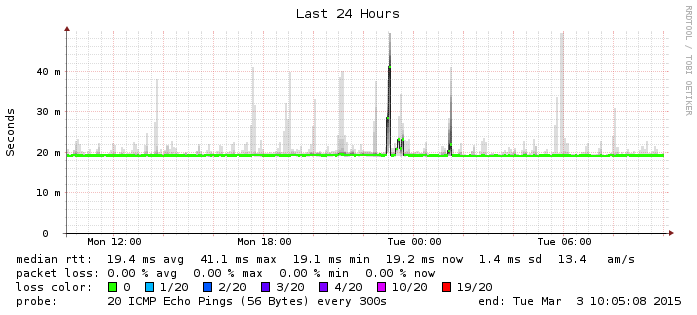 Last 24 Hours
RRDTOOL / TOBI OETIKER
Seconds
40 m
30 m
20 m
10 m
0
Mon 12:00 Mon 18:00 Tue 00:00 Tue 06:00
median rtt: 19.4 ms avg 41.1 ms max 19.1 ms min 19.2 ms now 1.4 ms sd 13.4 am/s
packet loss: 0.00 % avg 0.00 % max 0.00 % min 0.00 % now
loss color: 0 1/20 2/20 3/20 4/20 10/20 19/20
probe: 20 ICMP Echo Pings (56 Bytes) every 300s end: Tue Mar 3 10:05:08 2015